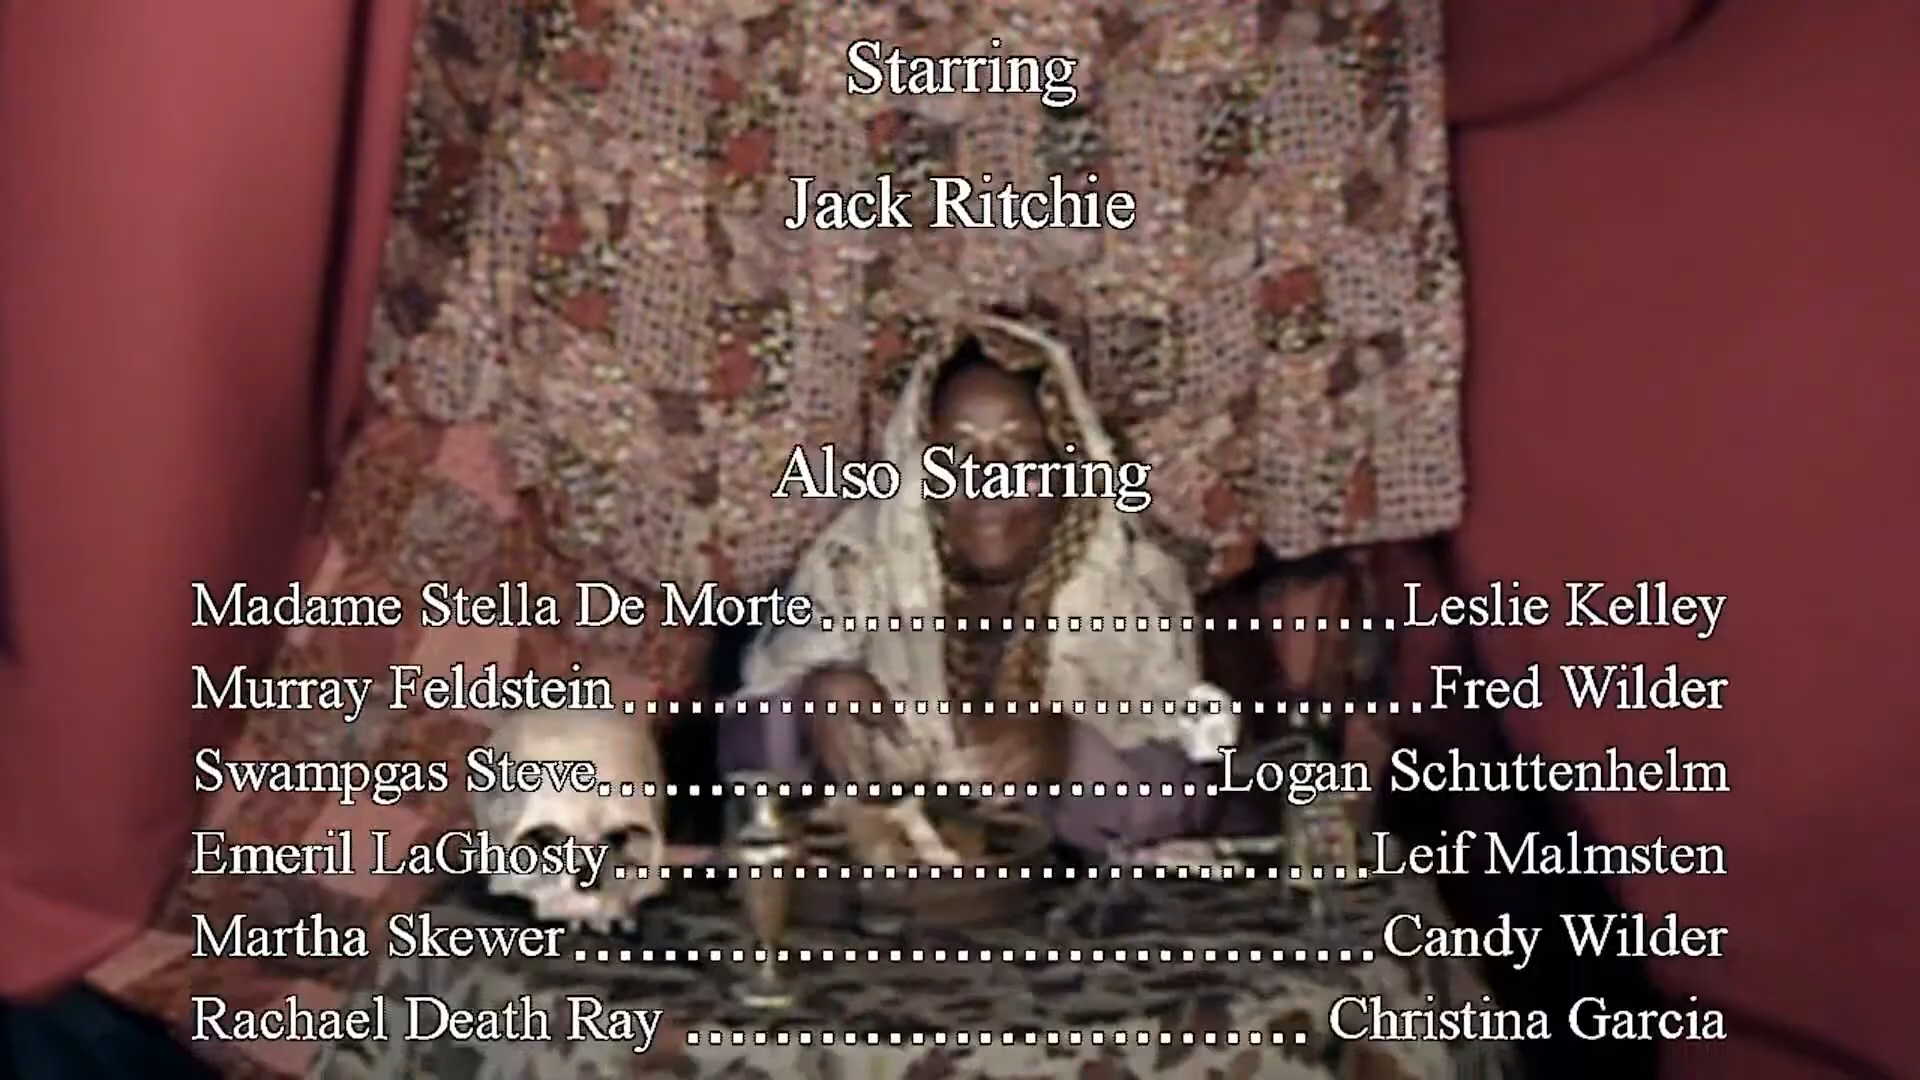 Starring
Jack Ritchie
Also Starring
Madame Stella De Morte..........................Leslie Kelley
Murray Feldstein....................................Fred Wilder
Swampgas Steve............................Logan Schuttenhelm
Emeril LaGhosty..................................Leif Malmsten
Martha Skewer....................................Candy Wilder
Rachael Death Ray ............................ Christina Garcia